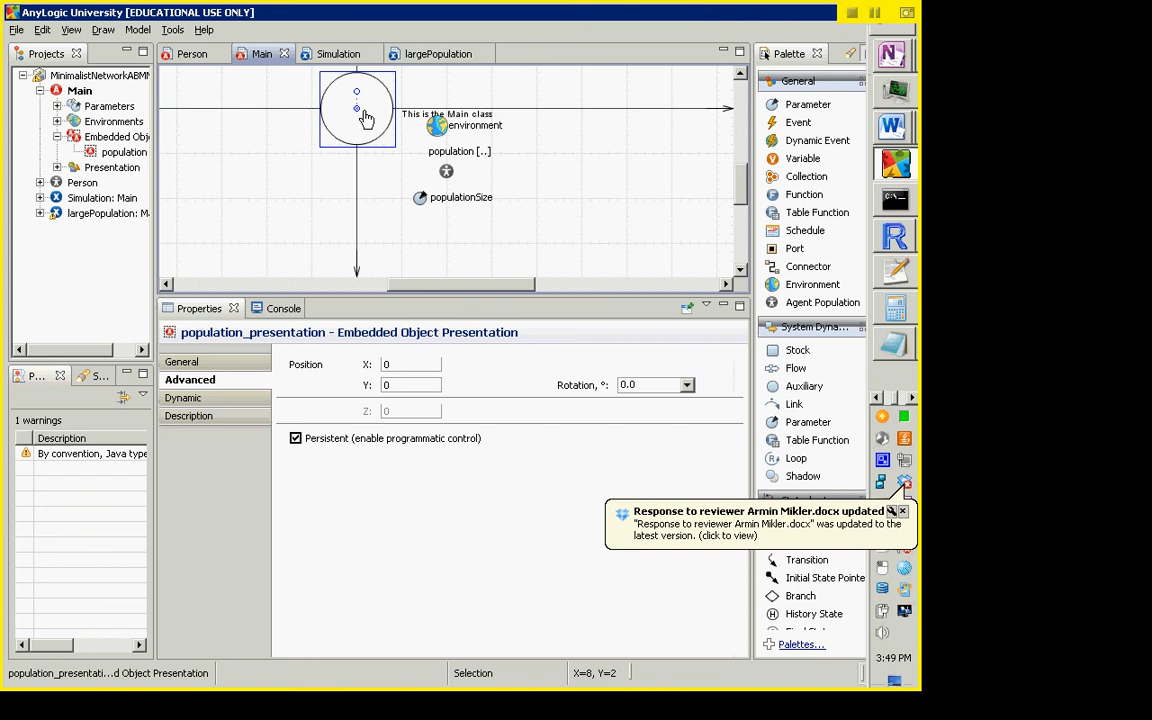 AnyLogic University [EDUCATIONAL USE ONLY]
File Edit View Draw Model Tools Help
Projects
MinimalistNetworkABMN
Main
Parameters
Environments
Embedded Obj
population
Presentation
Person
Simulation: Main
largePopulation: M
Person
Main
Simulation
largePopulation
This is the Main class
environment
population [..]
populationSize
Palette
General
Parameter
Event
Dynamic Event
Variable
Collection
Function
Table Function
Schedule
Port
Connector
Environment
Agent Population
System Dyna...
Stock
Flow
Auxiliary
Link
Parameter
Table Function
Loop
Shadow
Transition
Initial State Pointe
Branch
History State
Palettes...
Properties
Console
population_presentation - Embedded Object Presentation
General
Advanced
Dynamic
Description
Position X: 0
Y: 0
Z: 0
Rotation, °: 0.0
Persistent (enable programmatic control)
P...
S...
1 warnings
Description
By convention, Java type
Response to reviewer Armin Mikler.docx updated
"Response to reviewer Armin Mikler.docx" was updated to the
latest version. (click to view)
3:49 PM
population_presentati...d Object Presentation
Selection
X=8, Y=2